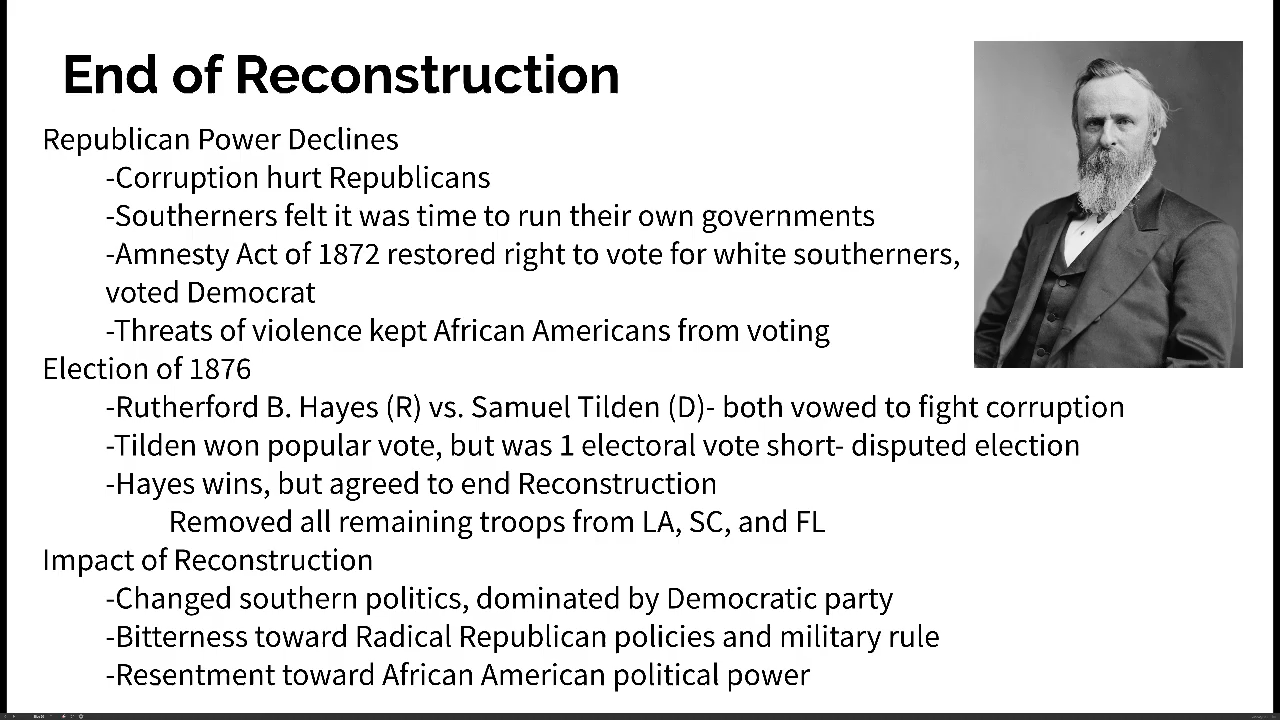 End of Reconstruction
Republican Power Declines
-Corruption hurt Republicans
-Southerners felt it was time to run their own governments
-Amnesty Act of 1872 restored right to vote for white southerners,
voted Democrat
-Threats of violence kept African Americans from voting
Election of 1876
-Rutherford B. Hayes (R) vs. Samuel Tilden (D)- both vowed to fight corruption
-Tilden won popular vote, but was 1 electoral vote short- disputed election
-Hayes wins, but agreed to end Reconstruction
Removed all remaining troops from LA, SC, and FL
Impact of Reconstruction
-Changed southern politics, dominated by Democratic party
-Bitterness toward Radical Republican policies and military rule
-Resentment toward African American political power